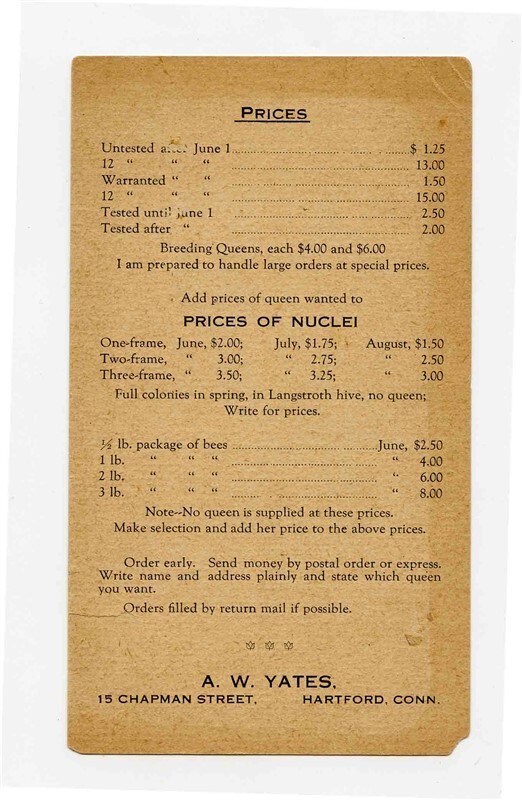 PRICES
Untested after June 1 $ 1.25
12 “ “ “ 13.00
Warranted “ “ 1.50
12 “ “ “ 15.00
Tested until June 1 2.50
Tested after “ 2.00
Breeding Queens, each $4.00 and $6.00
I am prepared to handle large orders at special prices.
Add prices of queen wanted to
PRICES OF NUCLEI
One-frame, June, $2.00; July, $1.75; August, $1.50
Two-frame, “ 3.00; “ 2.75; “ 2.50
Three-frame, “ 3.50; “ 3.25; “ 3.00
Full colonies in spring, in Langstroth hive, no queen;
Write for prices.
½ lb. package of bees June, $2.50
1 lb. “ “ “ “ 4.00
2 lb. “ “ “ “ 6.00
3 lb. “ “ “ “ 8.00
Note--No queen is supplied at these prices.
Make selection and add her price to the above prices.
Order early. Send money by postal order or express.
Write name and address plainly and state which queen
you want.
Orders filled by return mail if possible.
A. W. YATES,
15 CHAPMAN STREET, HARTFORD, CONN.